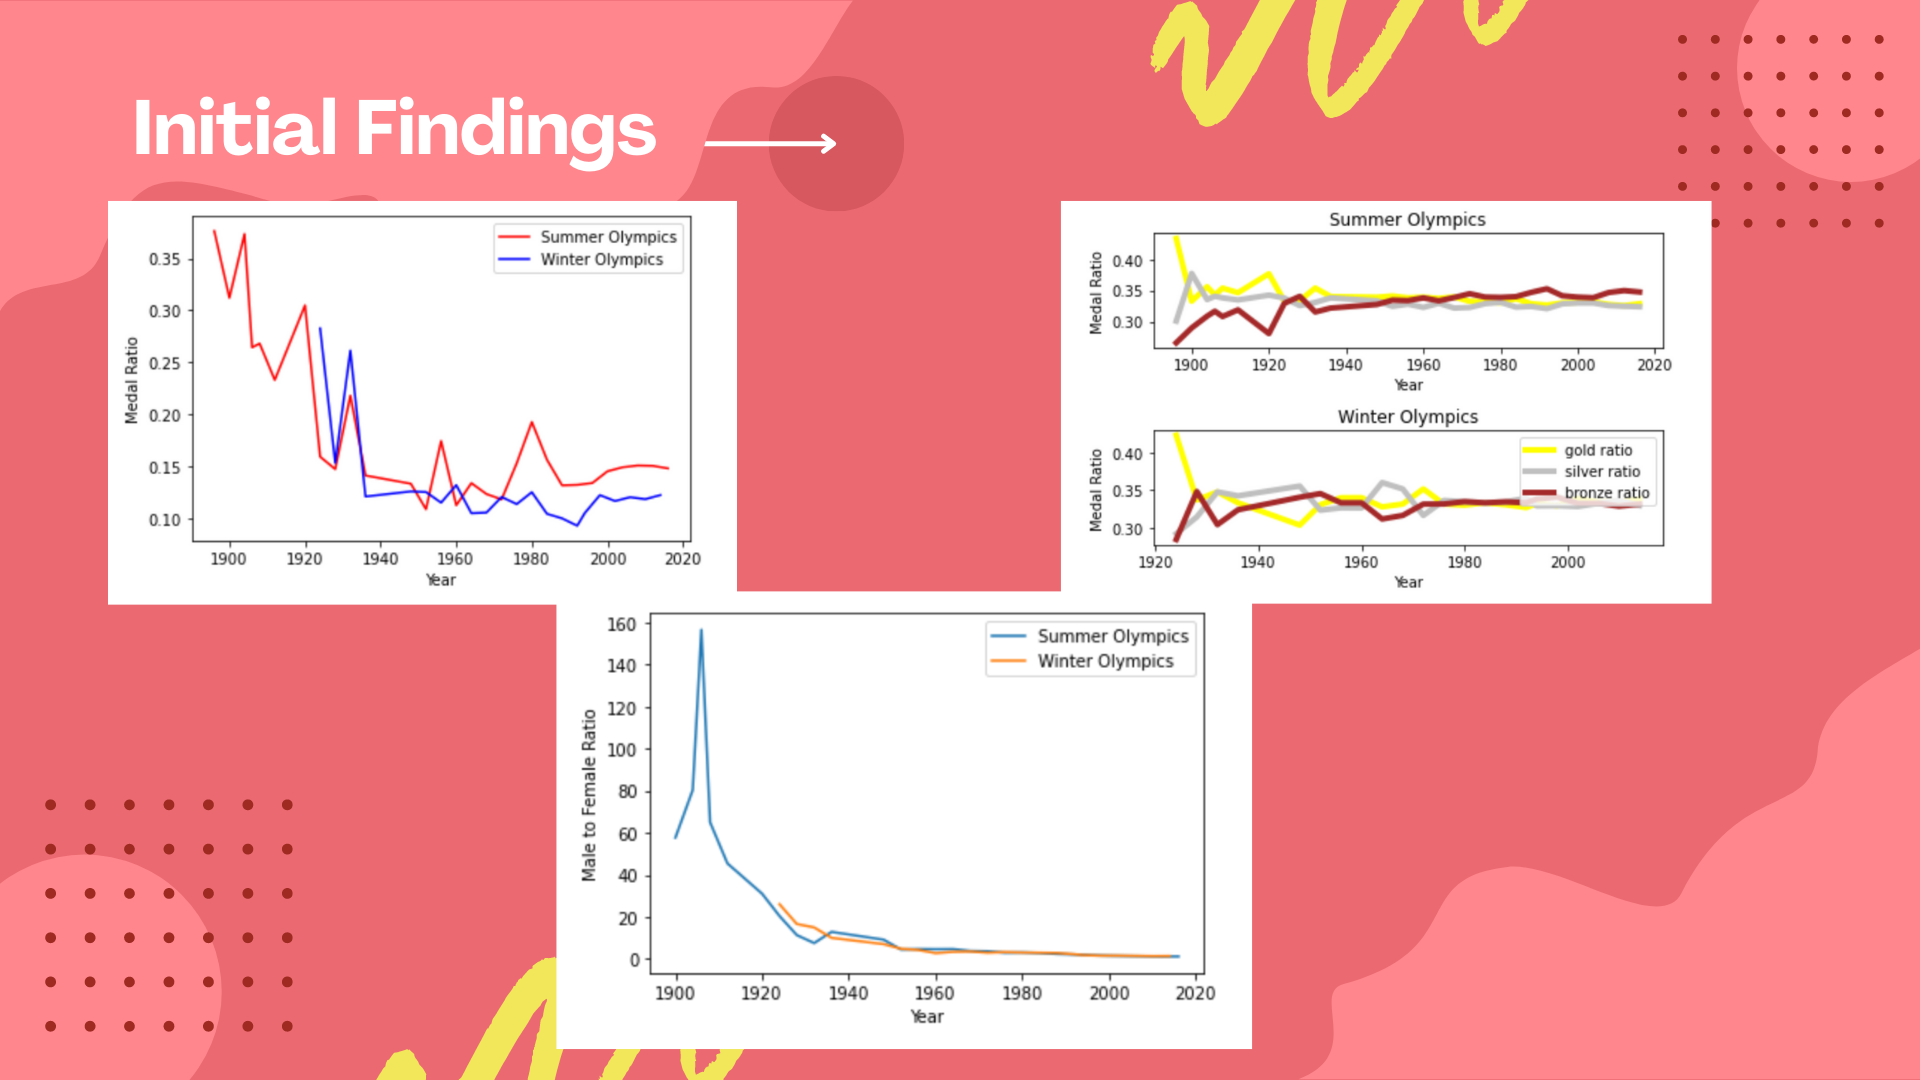 Initial Findings
Summer Olympics
Winter Olympics
Medal Ratio
0.35
0.30
0.25
0.20
0.15
0.10
1900 1920 1940 1960 1980 2000 2020
Year
Summer Olympics
Medal Ratio
0.40
0.35
0.30
1900 1920 1940 1960 1980 2000 2020
Year
Winter Olympics
Medal Ratio
0.40
0.35
0.30
gold ratio
silver ratio
bronze ratio
1920 1940 1960 1980 2000
Year
Summer Olympics
Winter Olympics
Male to Female Ratio
160
140
120
100
80
60
40
20
0
1900 1920 1940 1960 1980 2000 2020
Year